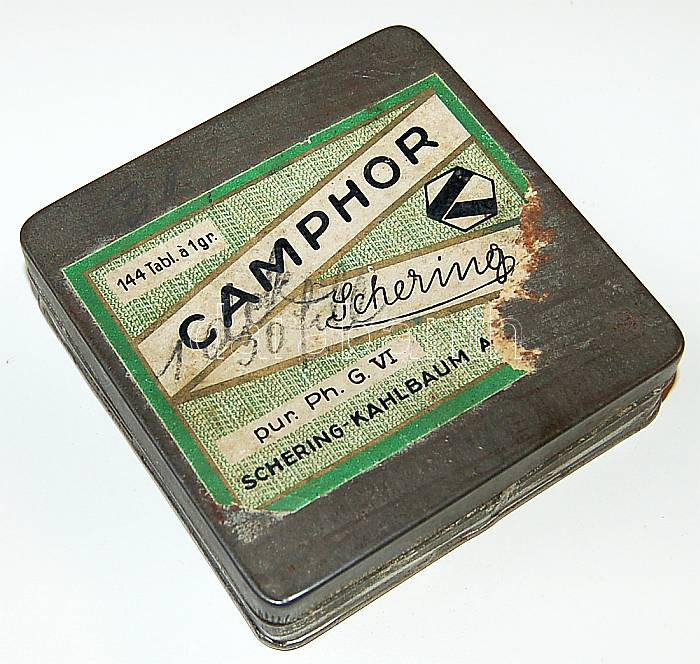 144 Tabl. à 1 gr.
CAMPHOR
Schering
pur. Ph. G. VI
SCHERING-KAHLBAUM A